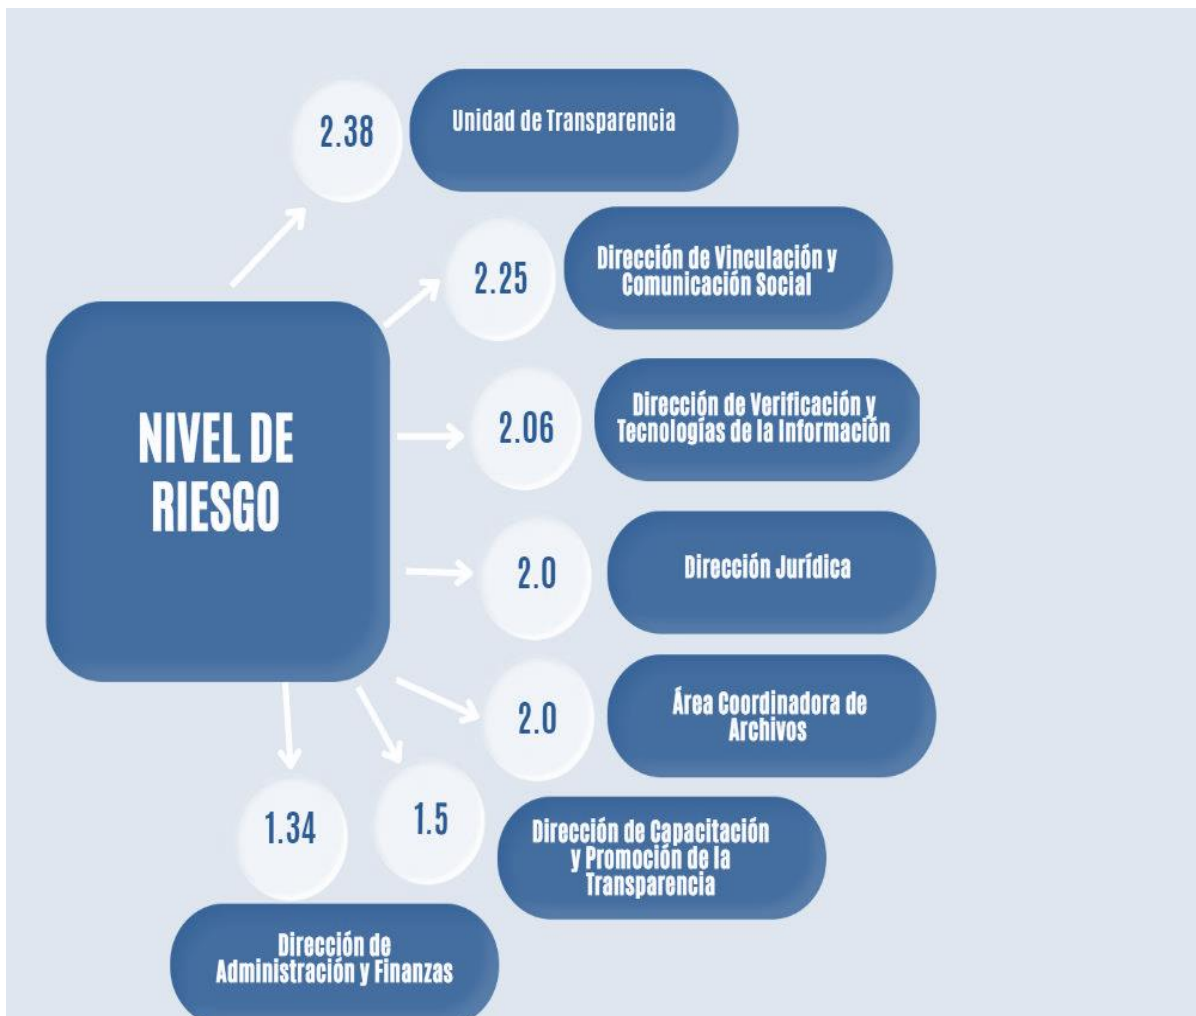 2.38
Unidad de Transparencia
2.25
Dirección de Vinculación y
Comunicación Social
NIVEL DE
RIESGO
2.06
Dirección de Verificación y
Tecnologías de la Información
2.0
Dirección Jurídica
2.0
Área Coordinadora de
Archivos
1.5
Dirección de Capacitación
y Promoción de la
Transparencia
1.34
Dirección de
Administración y Finanzas